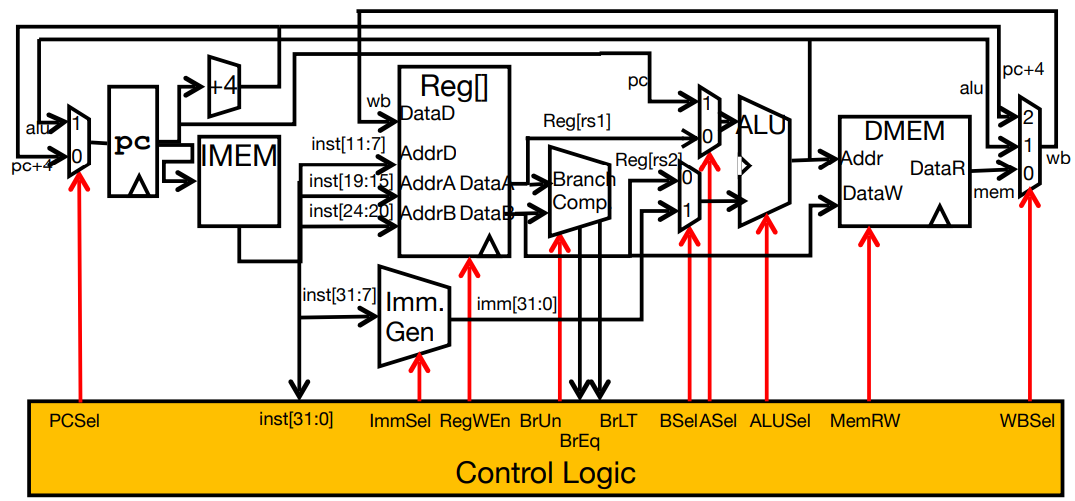 alu
pc+4
1
0
pc
+4
IMEM
wb
inst[11:7]
inst[19:15]
inst[24:20]
Reg[]
DataD
AddrD
AddrA DataA
AddrB DataB
inst[31:7]
Imm.
Gen
imm[31:0]
Reg[rs1]
Branch
Comp
Reg[rs2]
pc
1
0
0
1
ALU
DMEM
Addr
DataR
DataW
alu
pc+4
2
1
0
mem
wb
PCSel
inst[31:0]
ImmSel
RegWEn
BrUn
BrEq
BrLT
BSel
ASel
ALUSel
MemRW
WBSel
Control Logic